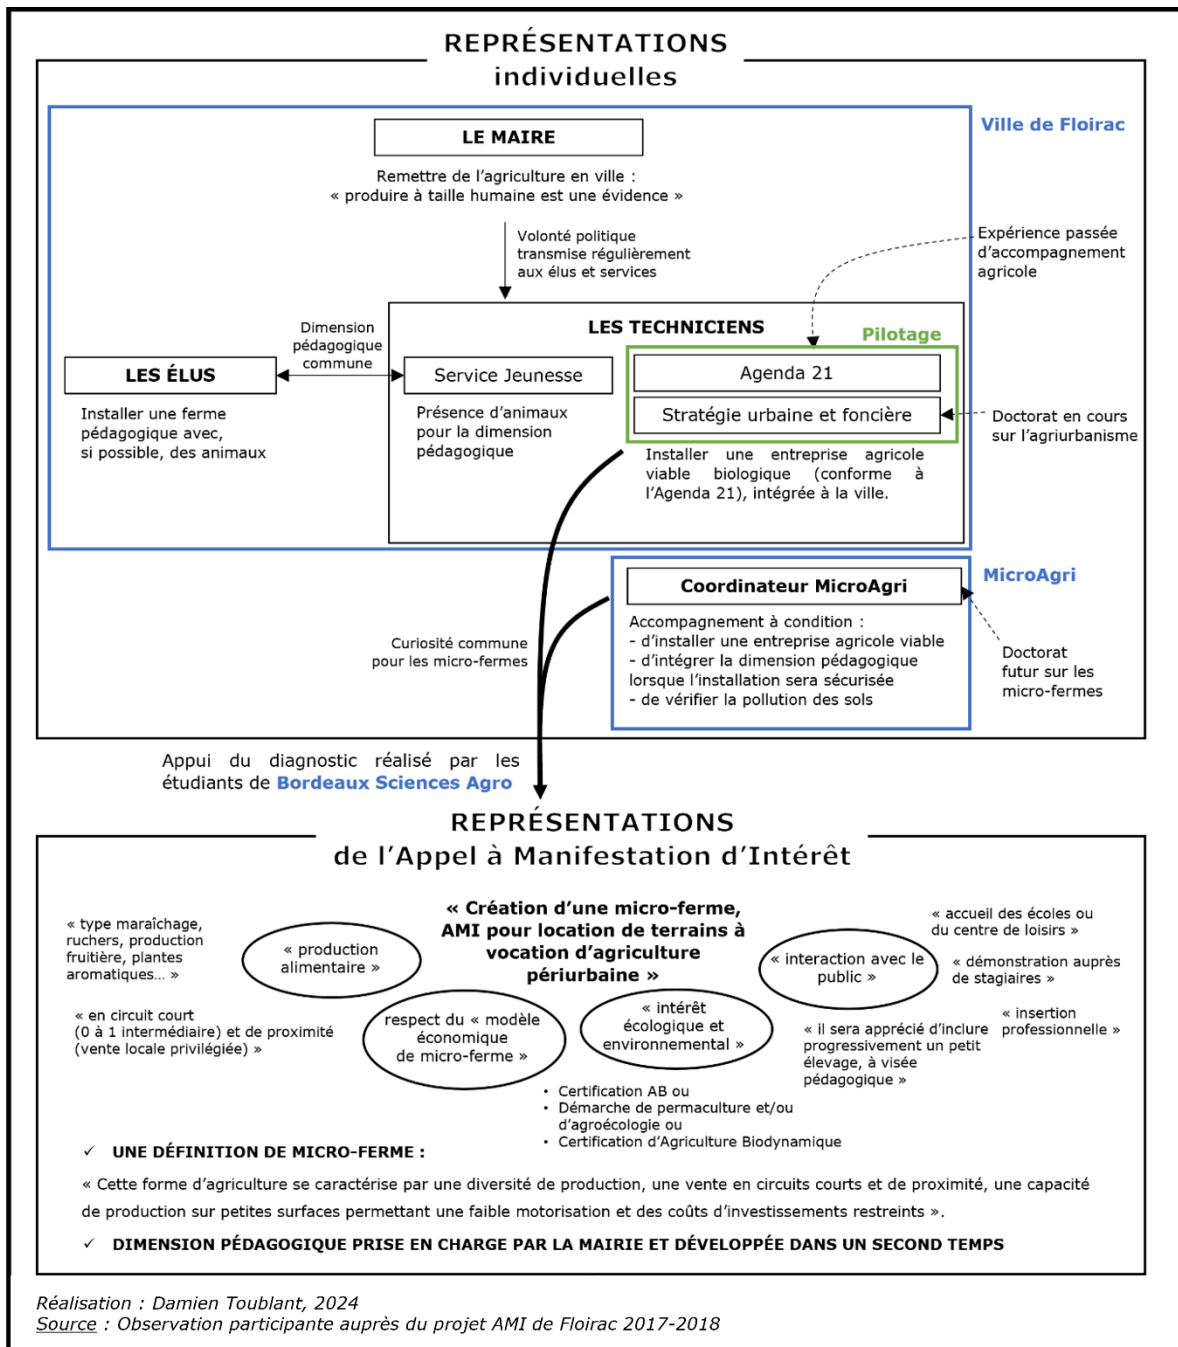 REPRÉSENTATIONS
individuelles
Ville de Floirac
LE MAIRE
Remettre de l'agriculture en ville :
« produire à taille humaine est une évidence »
Volonté politique
transmise régulièrement
aux élus et services
Expérience passée
d'accompagnement
agricole
LES TECHNICIENS
Pilotage
Dimension
pédagogique
commune
LES ÉLUS
Service Jeunesse
Agenda 21
Stratégie urbaine et foncière
Installer une ferme
pédagogique avec,
si possible, des animaux
Présence d'animaux
pour la dimension
pédagogique
Doctorat en cours
sur l'agriurbanisme
Installer une entreprise agricole
viable biologique (conforme à
l'Agenda 21), intégrée à la ville.
MicroAgri
Coordinateur MicroAgri
Accompagnement à condition :
- d'installer une entreprise agricole viable
- d'intégrer la dimension pédagogique
lorsque l'installation sera sécurisée
- de vérifier la pollution des sols
Curiosité commune
pour les micro-fermes
Doctorat
futur sur les
micro-fermes
Appui du diagnostic réalisé par les
étudiants de Bordeaux Sciences Agro
REPRÉSENTATIONS
de l'Appel à Manifestation d'Intérêt
« Création d'une micro-ferme,
AMI pour location de terrains à
vocation d'agriculture
périurbaine »
« type maraîchage,
ruchers, production
fruitière, plantes
aromatiques... »
« production
alimentaire »
« en circuit court
(0 à 1 intermédiaire) et de proximité
(vente locale privilégiée) »
respect du « modèle
économique
de micro-ferme »
« intérêt
écologique et
environnemental »
• Certification AB ou
• Démarche de permaculture et/ou
d'agroécologie ou
• Certification d'Agriculture Biodynamique
« interaction avec le
public »
« accueil des écoles ou
du centre de loisirs »
« démonstration auprès
de stagiaires »
« insertion
professionnelle »
« il sera apprécié d'inclure
progressivement un petit
élevage, à visée
pédagogique »
✓ UNE DÉFINITION DE MICRO-FERME :
« Cette forme d'agriculture se caractérise par une diversité de production, une vente en circuits courts et de proximité, une capacité
de production sur petites surfaces permettant une faible motorisation et des coûts d'investissements restreints ».
✓ DIMENSION PÉDAGOGIQUE PRISE EN CHARGE PAR LA MAIRIE ET DÉVELOPPÉE DANS UN SECOND TEMPS
Réalisation : Damien Toublant, 2024
Source : Observation participante auprès du projet AMI de Floirac 2017-2018